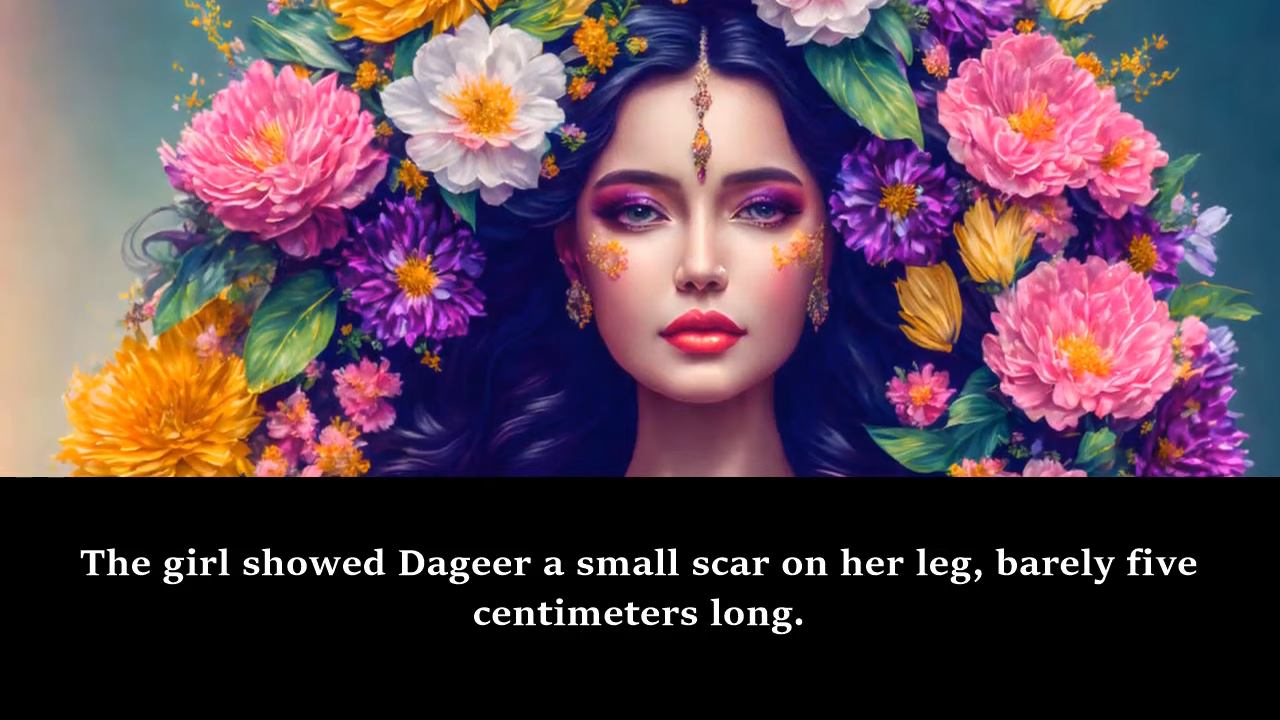 The girl showed Dageer a small scar on her leg, barely five
centimeters long.